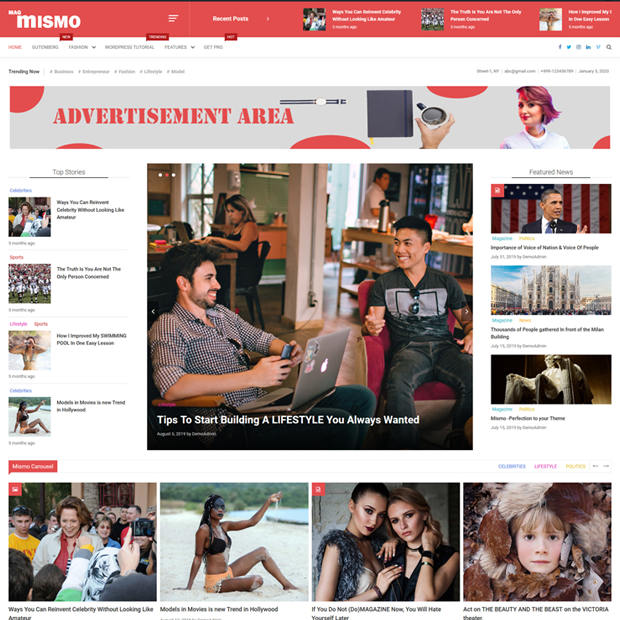 MAG
MISMO
Recent Posts
Ways You Can Reinvent Celebrity
Without Looking Like Amateur
5 months ago
The Truth Is You Are Not The Only
Person Concerned
5 months ago
How I Improved My S
In One Easy Lesson
5 months ago
NEW
TRENDING
HOT
HOME
GUTENBERG
FASHION
WORDPRESS TUTORIAL
FEATURES
GET PRO
Trending Now
# Business
# Entrepreneur
# Fashion
# Lifestyle
# Model
Street-1, NY
abc@gmail.com
+998-123456789
January 5, 2020
ADVERTISEMENT AREA
Top Stories
Celebrities
Ways You Can Reinvent
Celebrity Without Looking Like
Amateur
5 months ago
Sports
The Truth Is You Are Not The
Only Person Concerned
5 months ago
Lifestyle Sports
How I Improved My SWIMMING
POOL In One Easy Lesson
5 months ago
Celebrities
Models in Movies is new Trend
in Hollywood
5 months ago
Lifestyle
Tips To Start Building A LIFESTYLE You Always Wanted
August 5, 2019 by DemoAdmin
Featured News
Magazine Politics
Importance of Voice of Nation & Voice Of People
July 31, 2019 by DemoAdmin
Magazine News
Thousands of People gathered In front of the Milan
Building
July 15, 2019 by DemoAdmin
Magazine Politics
Mismo -Perfection to your Theme
July 15, 2019 by DemoAdmin
Mismo Carousel
CELEBRITIES
LIFESTYLE
POLITICS
Ways You Can Reinvent Celebrity Without Looking Like
Amateur
Models in Movies is new Trend in Hollywood
If You Do Not (Do)MAGAZINE Now, You Will Hate
Yourself Later
Act on THE BEAUTY AND THE BEAST on the VICTORIA
theater.